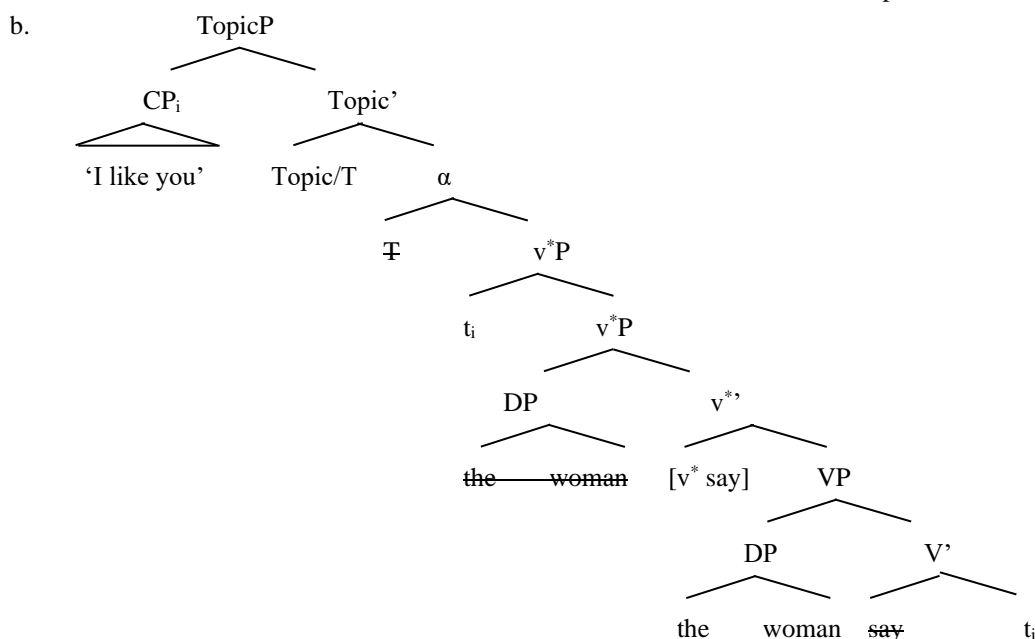 b. TopicP
CPᵢ Topic’
‘I like you’ Topic/T α
T v*P
tᵢ v*P
DP v*’
the woman [v* say] VP
DP V’
the woman say tᵢ